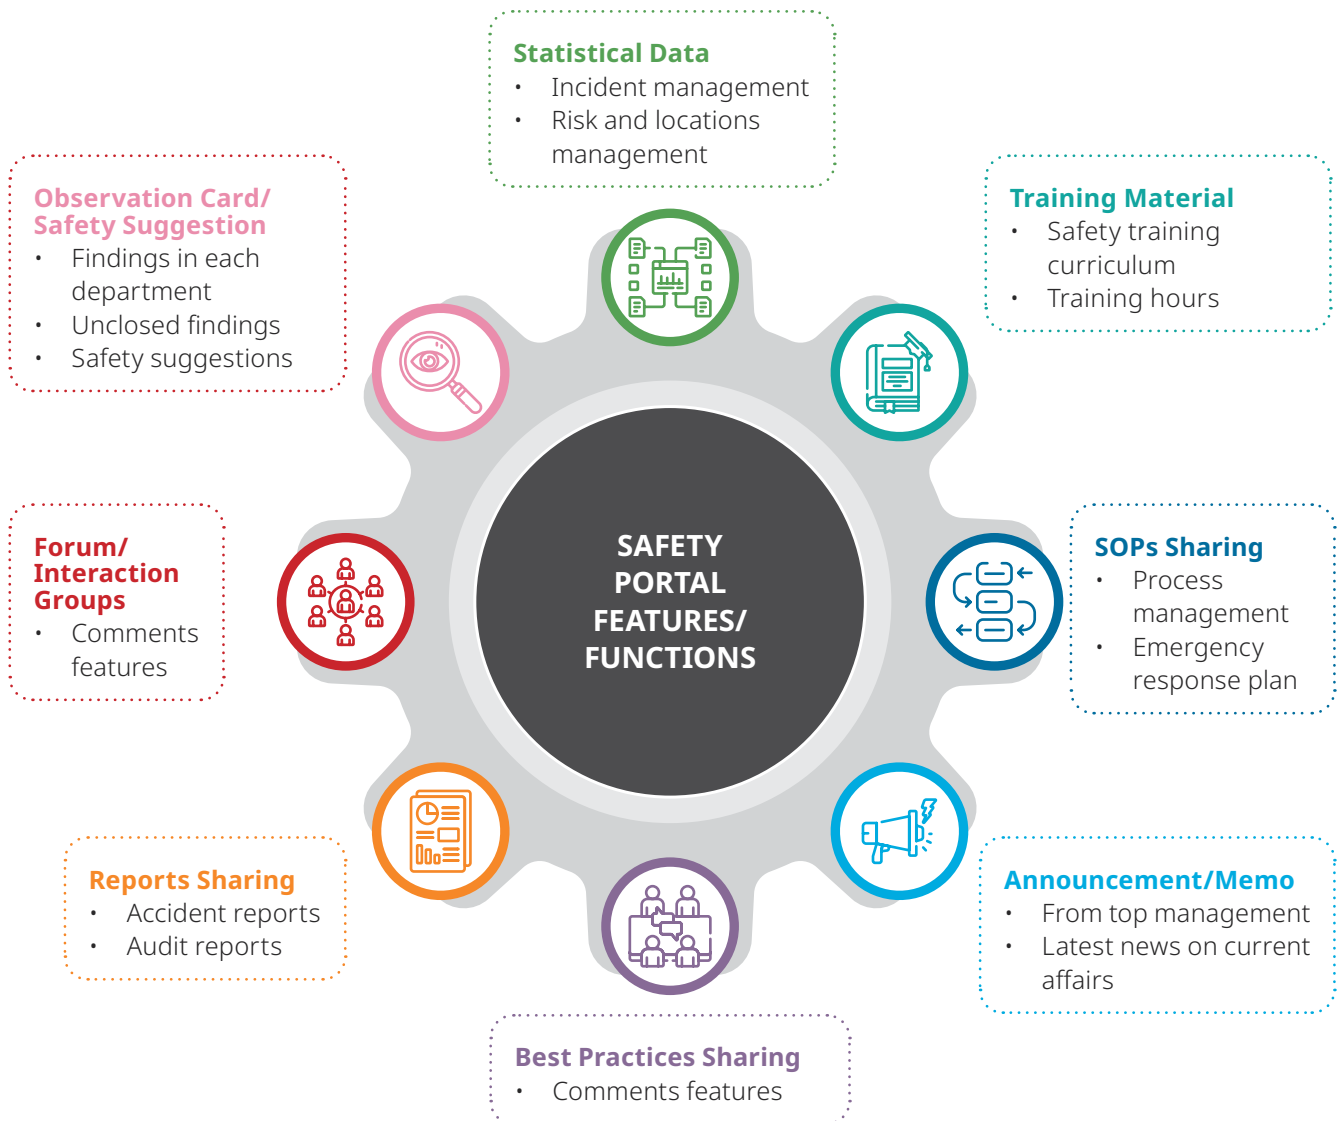 Statistical Data
• Incident management
• Risk and locations
management
Observation Card/
Safety Suggestion
• Findings in each
department
• Unclosed findings
• Safety suggestions
Training Material
• Safety training
curriculum
• Training hours
Forum/
Interaction
Groups
• Comments
features
SAFETY
PORTAL
FEATURES/
FUNCTIONS
SOPs Sharing
• Process
management
• Emergency
response plan
Reports Sharing
• Accident reports
• Audit reports
Announcement/Memo
• From top management
• Latest news on current
affairs
Best Practices Sharing
• Comments features